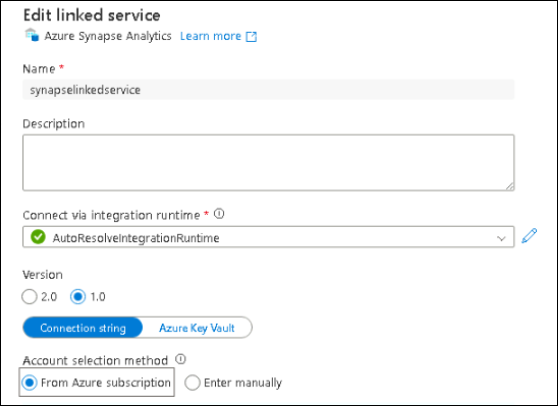 Edit linked service
Azure Synapse Analytics Learn more
Name *
synapselinkedservice
Description
Connect via integration runtime *
AutoResolveIntegrationRuntime
Version
2.0 1.0
Connection string Azure Key Vault
Account selection method
From Azure subscription Enter manually